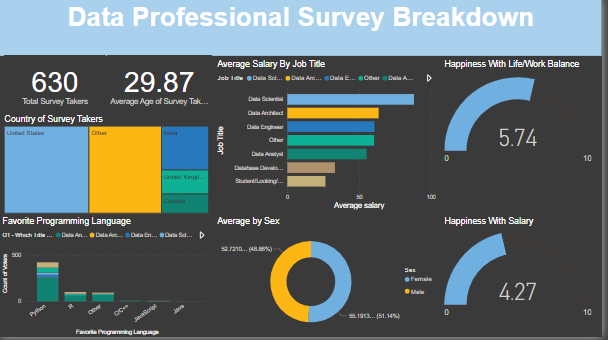 Data Professional Survey Breakdown
630
Total Survey Takers
29.87
Average Age of Survey Tak...
Country of Survey Takers
United States
Other
India
United Kingd...
Canada
Average Salary By Job Title
Job Title
Data Sci...
Data Arc...
Data E...
Other
Data A...
Job Title
Data Scientist
Data Architect
Data Engineer
Other
Data Analyst
Database Develo...
Student/Looking/...
0
50
100
Average salary
Happiness With Life/Work Balance
5.74
0
10
Favorite Programming Language
Q1 - Which Title ...
Data An...
Data Arc...
Data En...
Data Sci...
Count of Voters
500
0
Python
R
Other
C/C++
JavaScript
Java
Favorite Programming Language
Average by Sex
52.7210... (48.86%)
55.1913... (51.14%)
Sex
Female
Male
Happiness With Salary
4.27
0
10